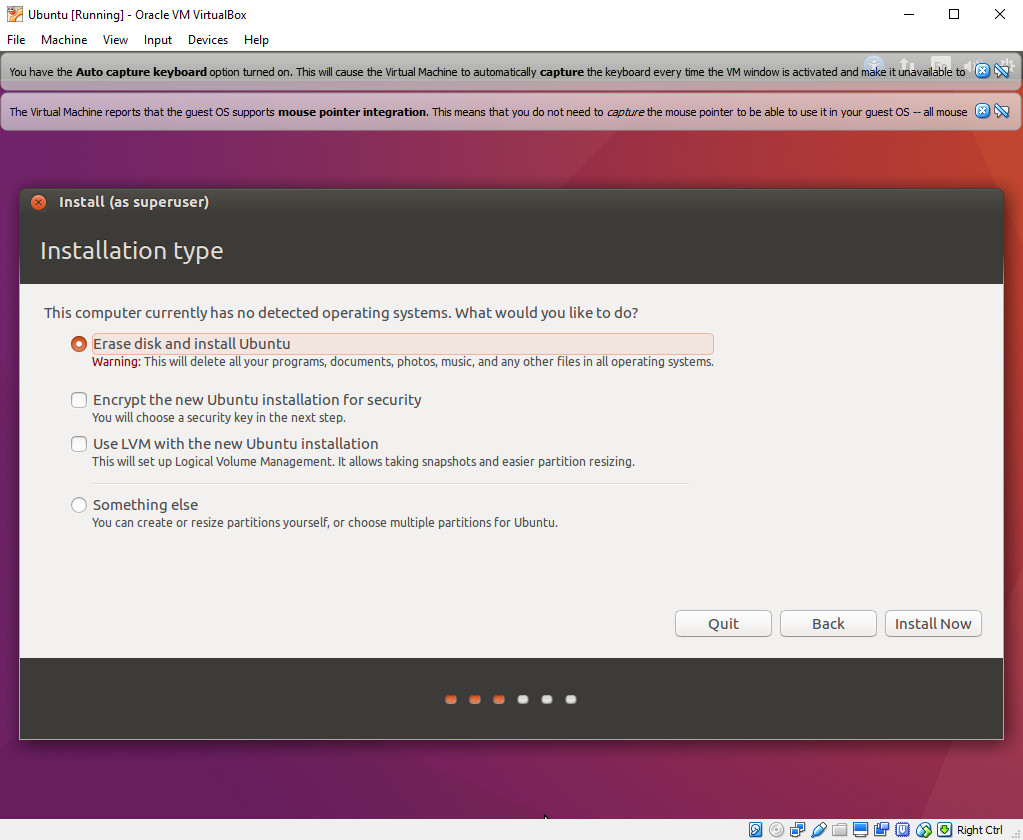 Ubuntu [Running] - Oracle VM VirtualBox
File Machine View Input Devices Help
You have the Auto capture keyboard option turned on. This will cause the Virtual Machine to automatically capture the keyboard every time the VM window is activated and make it unavailable to
The Virtual Machine reports that the guest OS supports mouse pointer integration. This means that you do not need to capture the mouse pointer to be able to use it in your guest OS -- all mouse
Install (as superuser)
Installation type
This computer currently has no detected operating systems. What would you like to do?
Erase disk and install Ubuntu
Warning: This will delete all your programs, documents, photos, music, and any other files in all operating systems.
Encrypt the new Ubuntu installation for security
You will choose a security key in the next step.
Use LVM with the new Ubuntu installation
This will set up Logical Volume Management. It allows taking snapshots and easier partition resizing.
Something else
You can create or resize partitions yourself, or choose multiple partitions for Ubuntu.
Quit Back Install Now
Right Ctrl